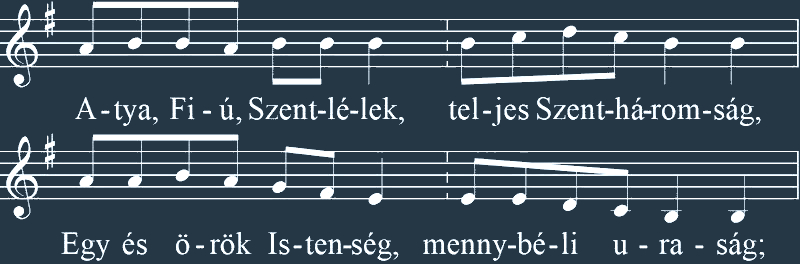 A-tya, Fi - ú, Szent-lé-lek, tel-jes Szent-há-rom-ság,
Egy és ö-rök Is-ten-ség, menny-bé-li u - ra - ság;